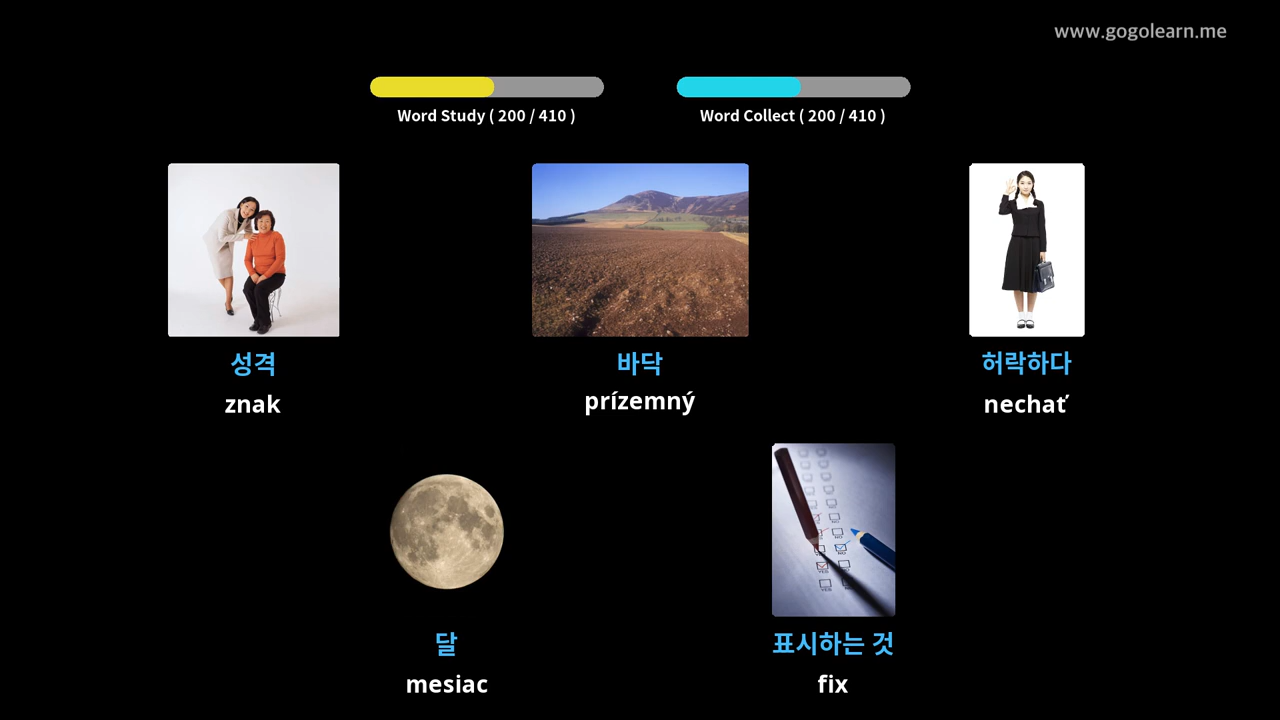 www.gogolearn.me
Word Study ( 200 / 410 )
Word Collect ( 200 / 410 )
성격
znak
바닥
prízemný
허락하다
nechať
달
mesiac
표시하는 것
fix